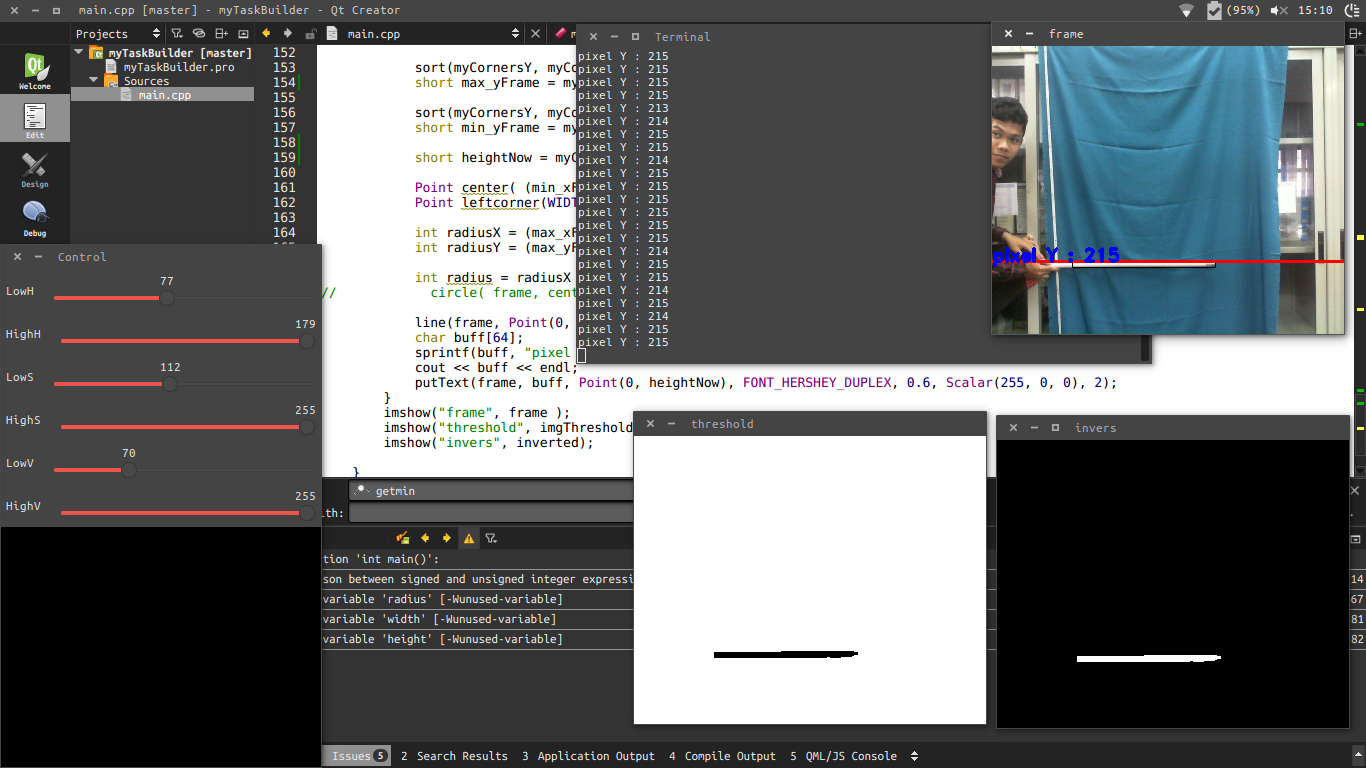 main.cpp [master] - myTaskBuilder - Qt Creator
(95%)
15:10
Projects
main.cpp
Terminal
frame
Welcome
Edit
Design
Debug
myTaskBuilder [master]
myTaskBuilder.pro
Sources
main.cpp
152
153
154
155
156
157
158
159
160
161
162
163
164
sort(myCornersY, myCo
short max_yFrame = my
sort(myCornersY, myCo
short min_yFrame = my
short heightNow = myC
Point center( (min_xF
Point leftcorner(WIDT
int radiusX = (max_xF
int radiusY = (max_yF
int radius = radiusX
// circle( frame, cent
line(frame, Point(0,
char buff[64];
sprintf(buff, "pixel
cout << buff << endl;
putText(frame, buff, Point(0, heightNow), FONT_HERSHEY_DUPLEX, 0.6, Scalar(255, 0, 0), 2);
}
imshow("frame", frame );
imshow("threshold", imgThreshold
imshow("invers", inverted);
}
pixel Y : 215
pixel Y : 215
pixel Y : 215
pixel Y : 215
pixel Y : 213
pixel Y : 214
pixel Y : 215
pixel Y : 215
pixel Y : 214
pixel Y : 215
pixel Y : 215
pixel Y : 215
pixel Y : 215
pixel Y : 215
pixel Y : 215
pixel Y : 214
pixel Y : 215
pixel Y : 215
pixel Y : 214
pixel Y : 215
pixel Y : 214
pixel Y : 215
pixel Y : 215
pixel Y : 215
Control
LowH
77
HighH
179
LowS
112
HighS
255
LowV
70
HighV
255
threshold
invers
getmin
ith:
tion 'int main()':
son between signed and unsigned integer expressi
14
variable 'radius' [-Wunused-variable]
67
variable 'width' [-Wunused-variable]
81
variable 'height' [-Wunused-variable]
82
Issues 5
2 Search Results
3 Application Output
4 Compile Output
5 QML/JS Console